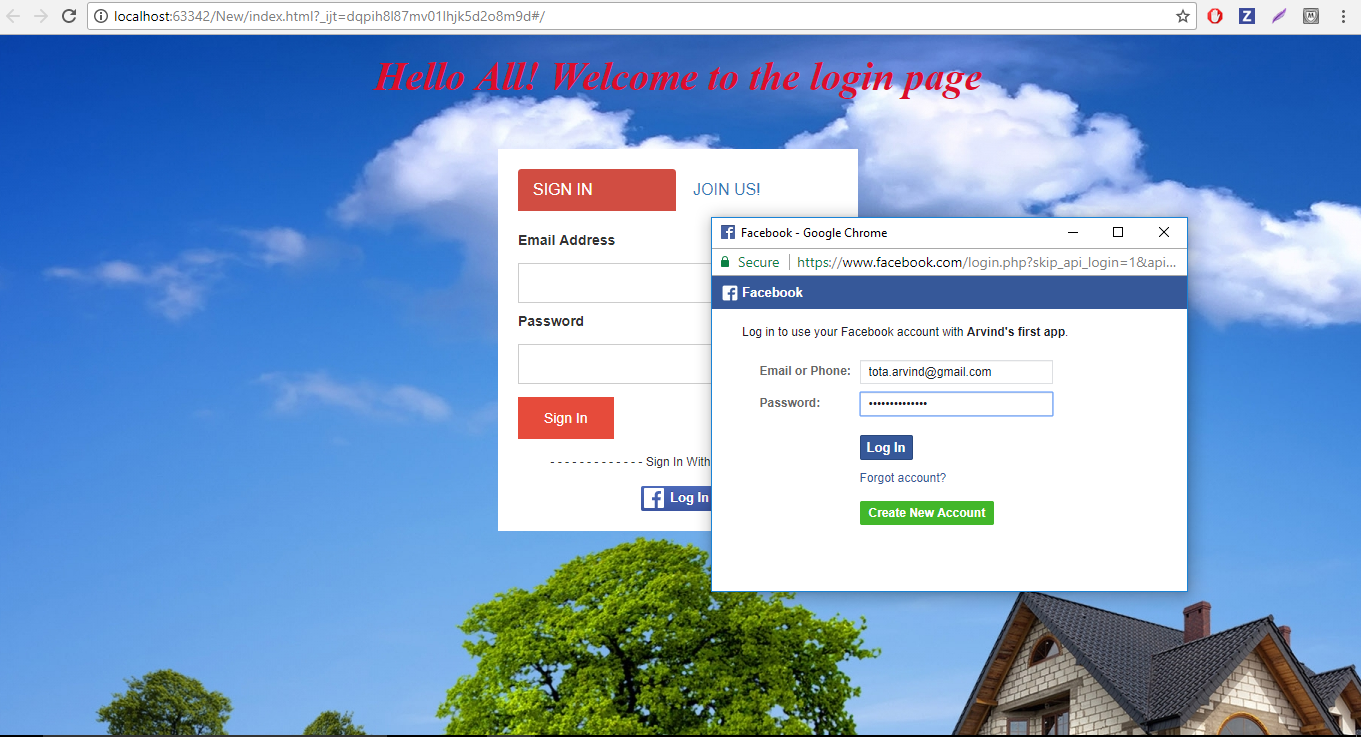 localhost:63342/New/index.html?_ijt=dqpih8l87mv01lhjk5d2o8m9d#/
Hello All! Welcome to the login page
SIGN IN
JOIN US!
Email Address
Password
Sign In
- - - - - - - - - - - - - Sign In With
Log In
Facebook - Google Chrome
Secure
https://www.facebook.com/login.php?skip_api_login=1&api...
Facebook
Log in to use your Facebook account with Arvind's first app.
Email or Phone: tota.arvind@gmail.com
Password: ••••••••••••••
Log In
Forgot account?
Create New Account